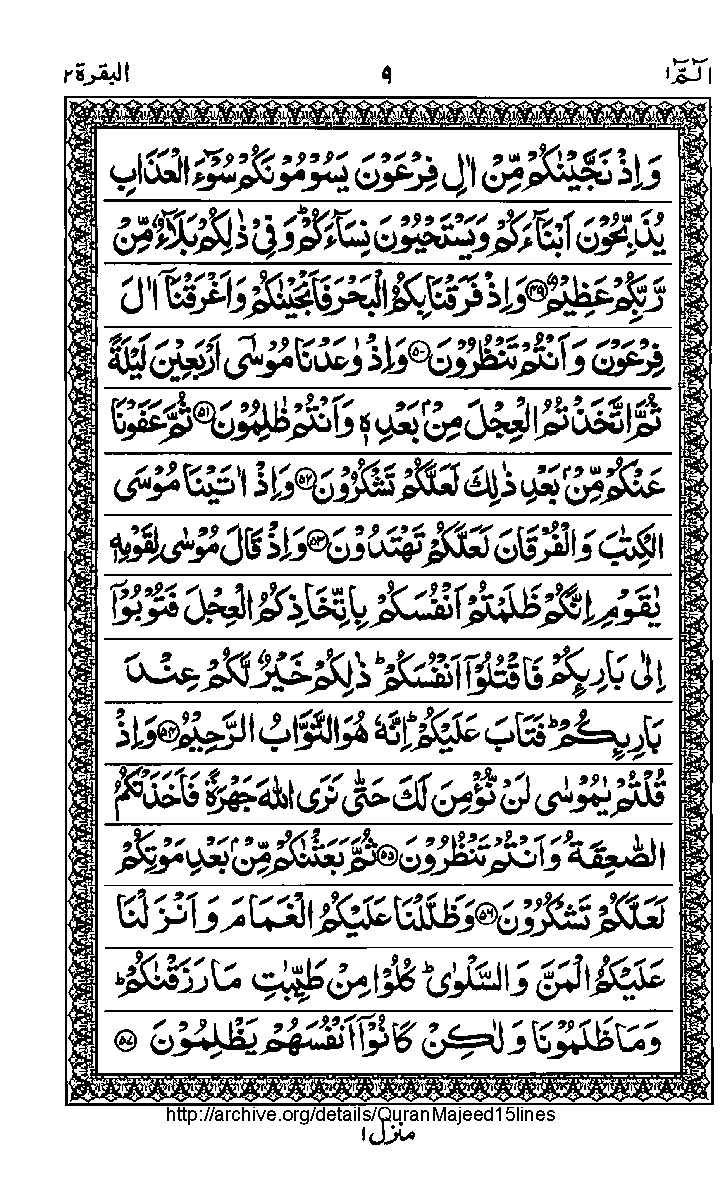 الٓمّٓ ١ ٩ البقرة ٢
وَاِذْ نَجَّيْنٰكُمْ مِّنْ اٰلِ فِرْعَوْنَ يَسُوْمُوْنَكُمْ سُوْٓءَ الْعَذَابِ
يُذَبِّحُوْنَ اَبْنَآءَكُمْ وَيَسْتَحْيُوْنَ نِسَآءَكُمْ ؕ وَفِيْ ذٰلِكُمْ بَلَآءٌ مِّنْ
رَّبِّكُمْ عَظِيْمٌ ﴿۴۹﴾ وَاِذْ فَرَقْنَا بِكُمُ الْبَحْرَ فَاَنْجَيْنٰكُمْ وَاَغْرَقْنَاۤ اٰلَ
فِرْعَوْنَ وَاَنْتُمْ تَنْظُرُوْنَ ﴿۵۰﴾ وَاِذْ وٰعَدْنَا مُوْسٰۤى اَرْبَعِيْنَ لَيْلَةً
ثُمَّ اتَّخَذْتُمُ الْعِجْلَ مِنْۢ بَعْدِهٖ وَاَنْتُمْ ظٰلِمُوْنَ ﴿۵۱﴾ ثُمَّ عَفَوْنَا
عَنْكُمْ مِّنْۢ بَعْدِ ذٰلِكَ لَعَلَّكُمْ تَشْكُرُوْنَ ﴿۵۲﴾ وَاِذْ اٰتَيْنَا مُوْسَى
الْكِتٰبَ وَالْفُرْقَانَ لَعَلَّكُمْ تَهْتَدُوْنَ ﴿۵۳﴾ وَاِذْ قَالَ مُوْسٰى لِقَوْمِهٖ
يٰقَوْمِ اِنَّكُمْ ظَلَمْتُمْ اَنْفُسَكُمْ بِاتِّخَاذِكُمُ الْعِجْلَ فَتُوْبُوْۤا
اِلٰى بَارِئِكُمْ فَاقْتُلُوْۤا اَنْفُسَكُمْ ؕ ذٰلِكُمْ خَيْرٌ لَّكُمْ عِنْدَ
بَارِئِكُمْ ؕ فَتَابَ عَلَيْكُمْ ؕ اِنَّهٗ هُوَ التَّوَّابُ الرَّحِيْمُ ﴿۵۴﴾ وَاِذْ
قُلْتُمْ يٰمُوْسٰى لَنْ نُّؤْمِنَ لَكَ حَتّٰى نَرَى اللّٰهَ جَهْرَةً فَاَخَذَتْكُمُ
الصّٰعِقَةُ وَاَنْتُمْ تَنْظُرُوْنَ ﴿۵۵﴾ ثُمَّ بَعَثْنٰكُمْ مِّنْۢ بَعْدِ مَوْتِكُمْ
لَعَلَّكُمْ تَشْكُرُوْنَ ﴿۵۶﴾ وَظَلَّلْنَا عَلَيْكُمُ الْغَمَامَ وَاَنْزَلْنَا
عَلَيْكُمُ الْمَنَّ وَالسَّلْوٰى ؕ كُلُوْا مِنْ طَيِّبٰتِ مَا رَزَقْنٰكُمْ ؕ
وَمَا ظَلَمُوْنَا وَلٰكِنْ كَانُوْۤا اَنْفُسَهُمْ يَظْلِمُوْنَ ﴿۵۷﴾
http://archive.org/details/QuranMajeed15lines
منزل ١